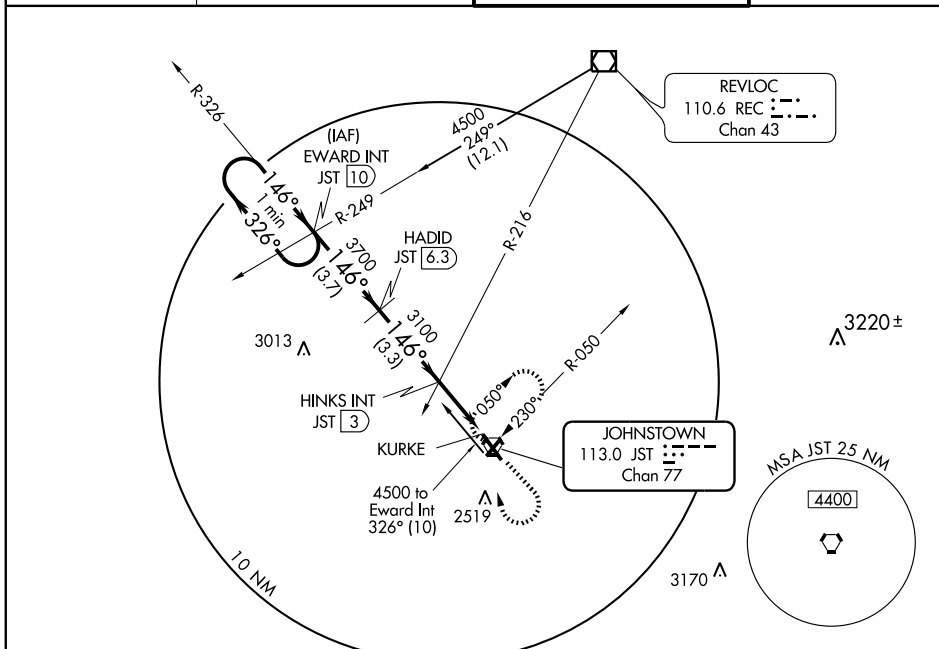 R-326
(IAF)
EWARD INT
JST 10
146°
1 min
326°
R-249
4500
249°
(12.1)
REVLOC
110.6 REC
Chan 43
R-216
3700
146°
(3.7)
HADID
JST 6.3
3100
146°
(3.3)
3013
3220±
HINKS INT
JST 3
R-050
050°
230°
KURKE
JOHNSTOWN
113.0 JST
Chan 77
4500 to
Eward Int
326° (10)
2519
MSA JST 25 NM
4400
3170
10 NM